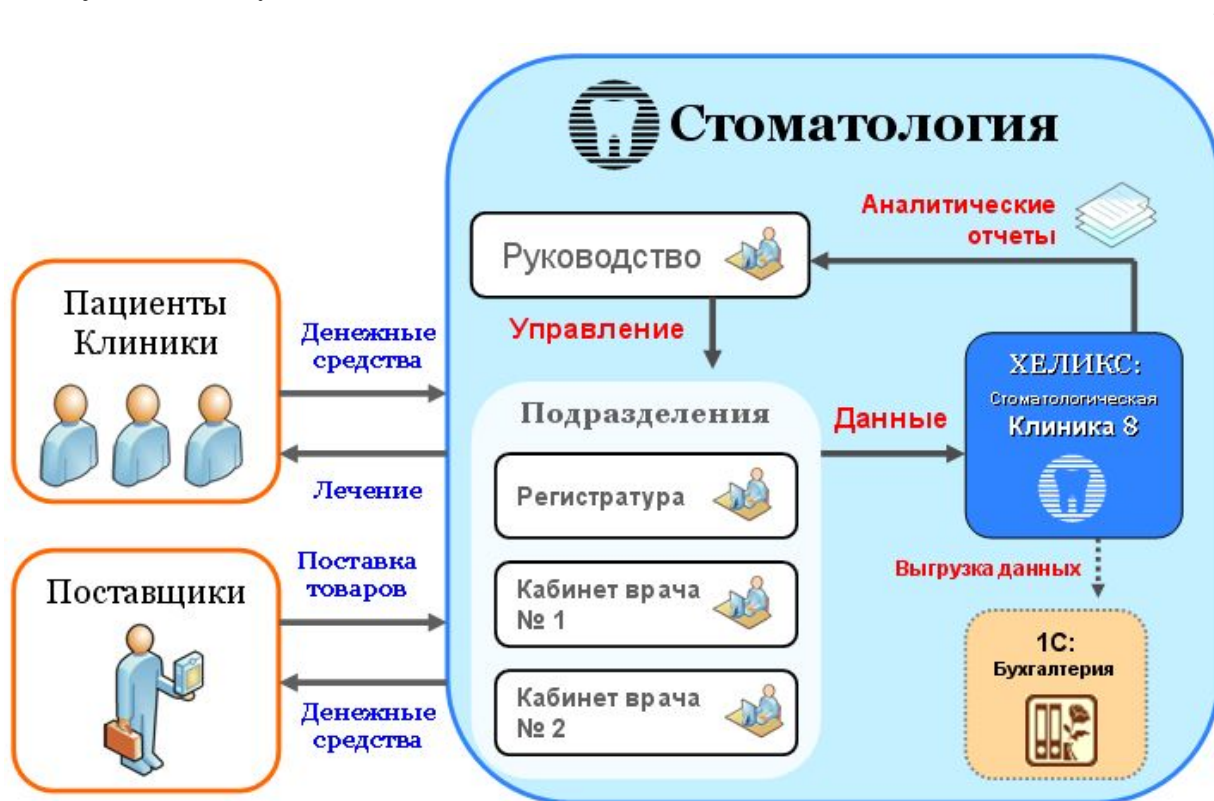 Стоматология
Аналитические
отчеты
Руководство
Пациенты
Клиники
Денежные
средства
Управление
ХЕЛИКС:
Стоматологическая
Клиника 8
Подразделения
Данные
Лечение
Регистратура
Поставка
товаров
Выгрузка данных
Поставщики
Кабинет врача
№ 1
1С:
Бухгалтерия
Кабинет врача
№ 2
Денежные
средства